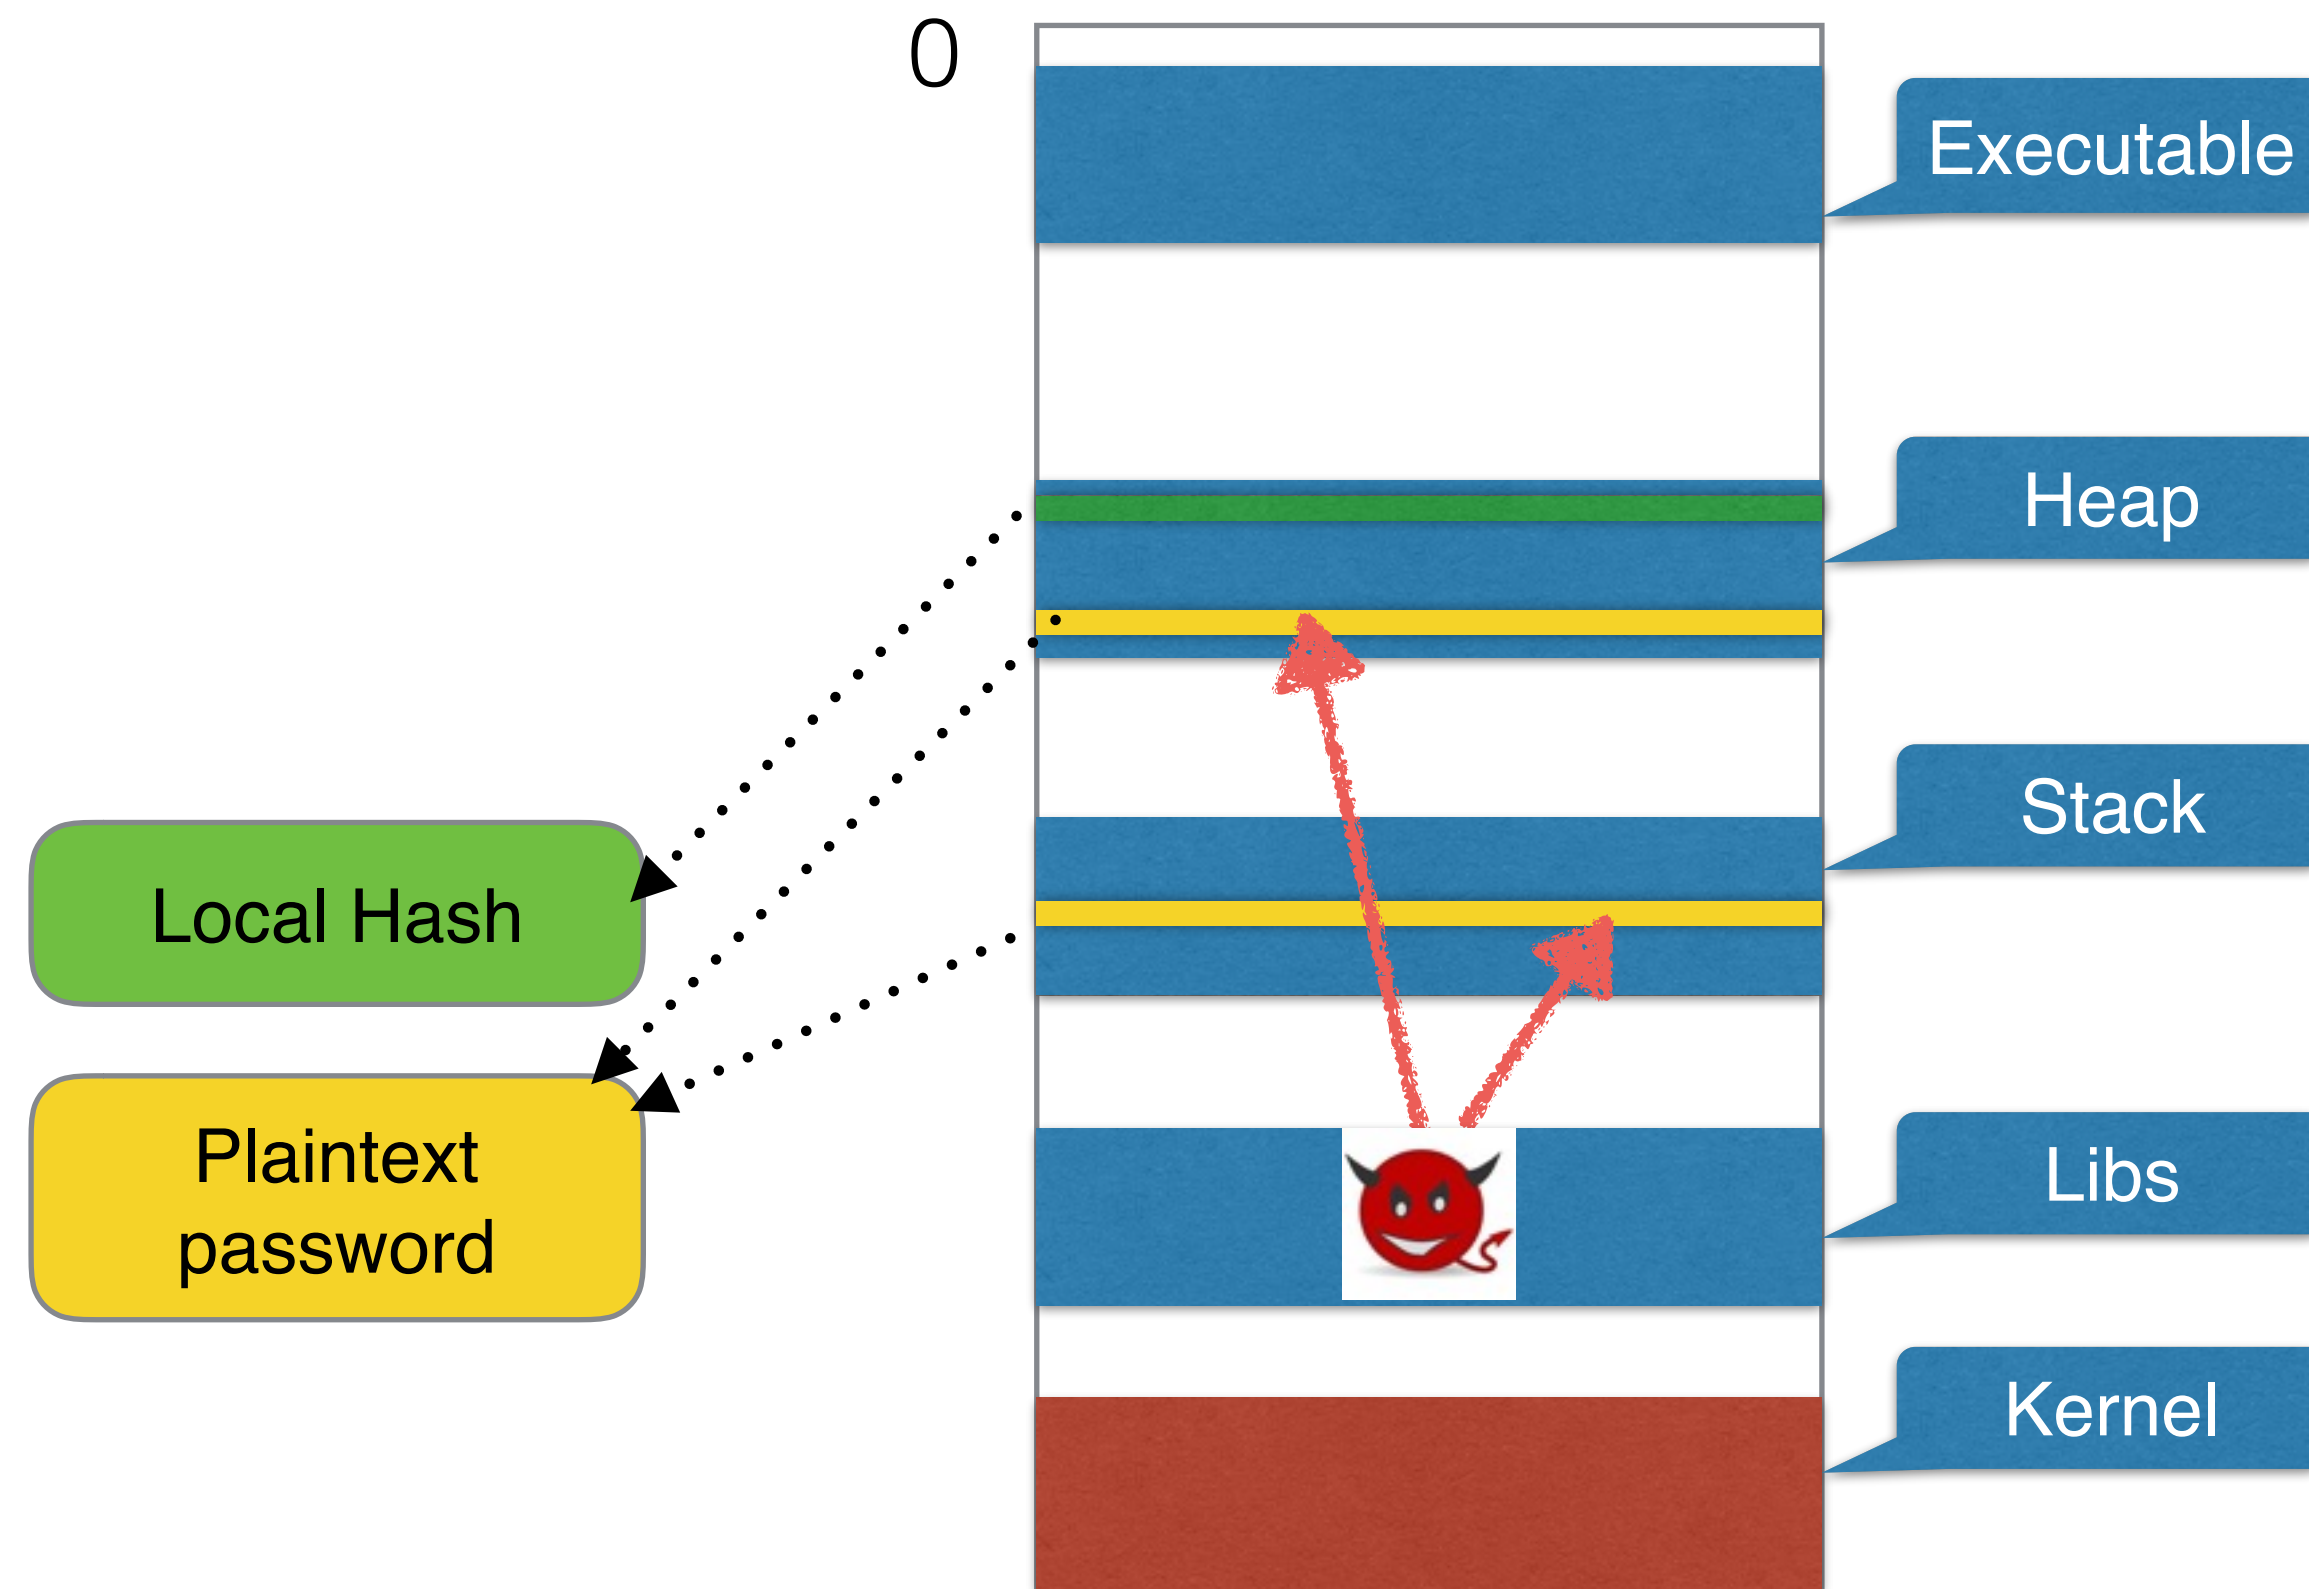 0
Executable
Heap
Stack
Local Hash
Plaintext
password
Libs
Kernel